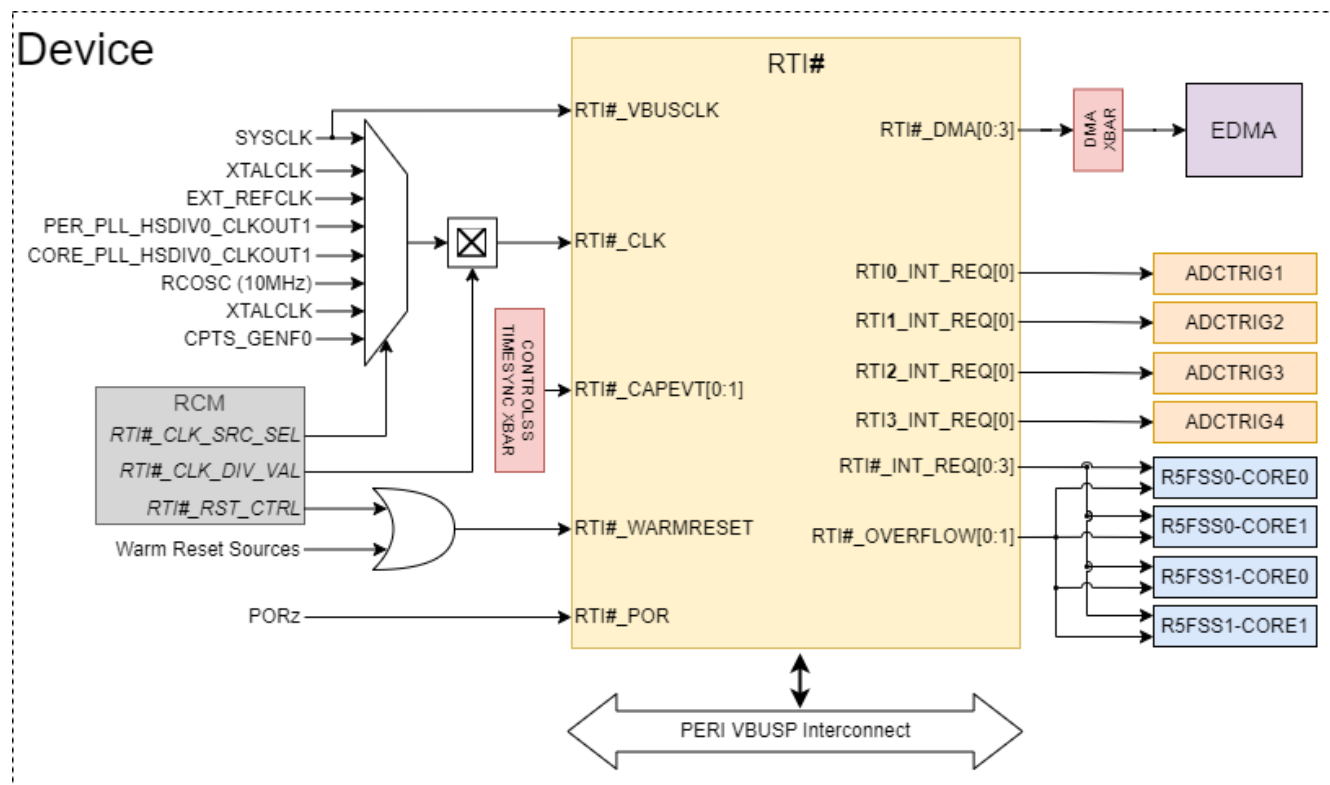 Device
RTI#
SYSCLK
XTALCLK
EXT_REFCLK
PER_PLL_HSDIV0_CLKOUT1
CORE_PLL_HSDIV0_CLKOUT1
RCOSC (10MHz)
XTALCLK
CPTS_GENF0
RCM
RTI#_CLK_SRC_SEL
RTI#_CLK_DIV_VAL
RTI#_RST_CTRL
Warm Reset Sources
PORz
CONTROLSS
TIMESYNC XBAR
RTI#_VBUSCLK
RTI#_CLK
RTI#_CAPEVT[0:1]
RTI#_WARMRESET
RTI#_POR
RTI#_DMA[0:3]
RTI0_INT_REQ[0]
RTI1_INT_REQ[0]
RTI2_INT_REQ[0]
RTI3_INT_REQ[0]
RTI#_INT_REQ[0:3]
RTI#_OVERFLOW[0:1]
DMA
XBAR
EDMA
ADCTRIG1
ADCTRIG2
ADCTRIG3
ADCTRIG4
R5FSS0-CORE0
R5FSS0-CORE1
R5FSS1-CORE0
R5FSS1-CORE1
PERI VBUSP Interconnect